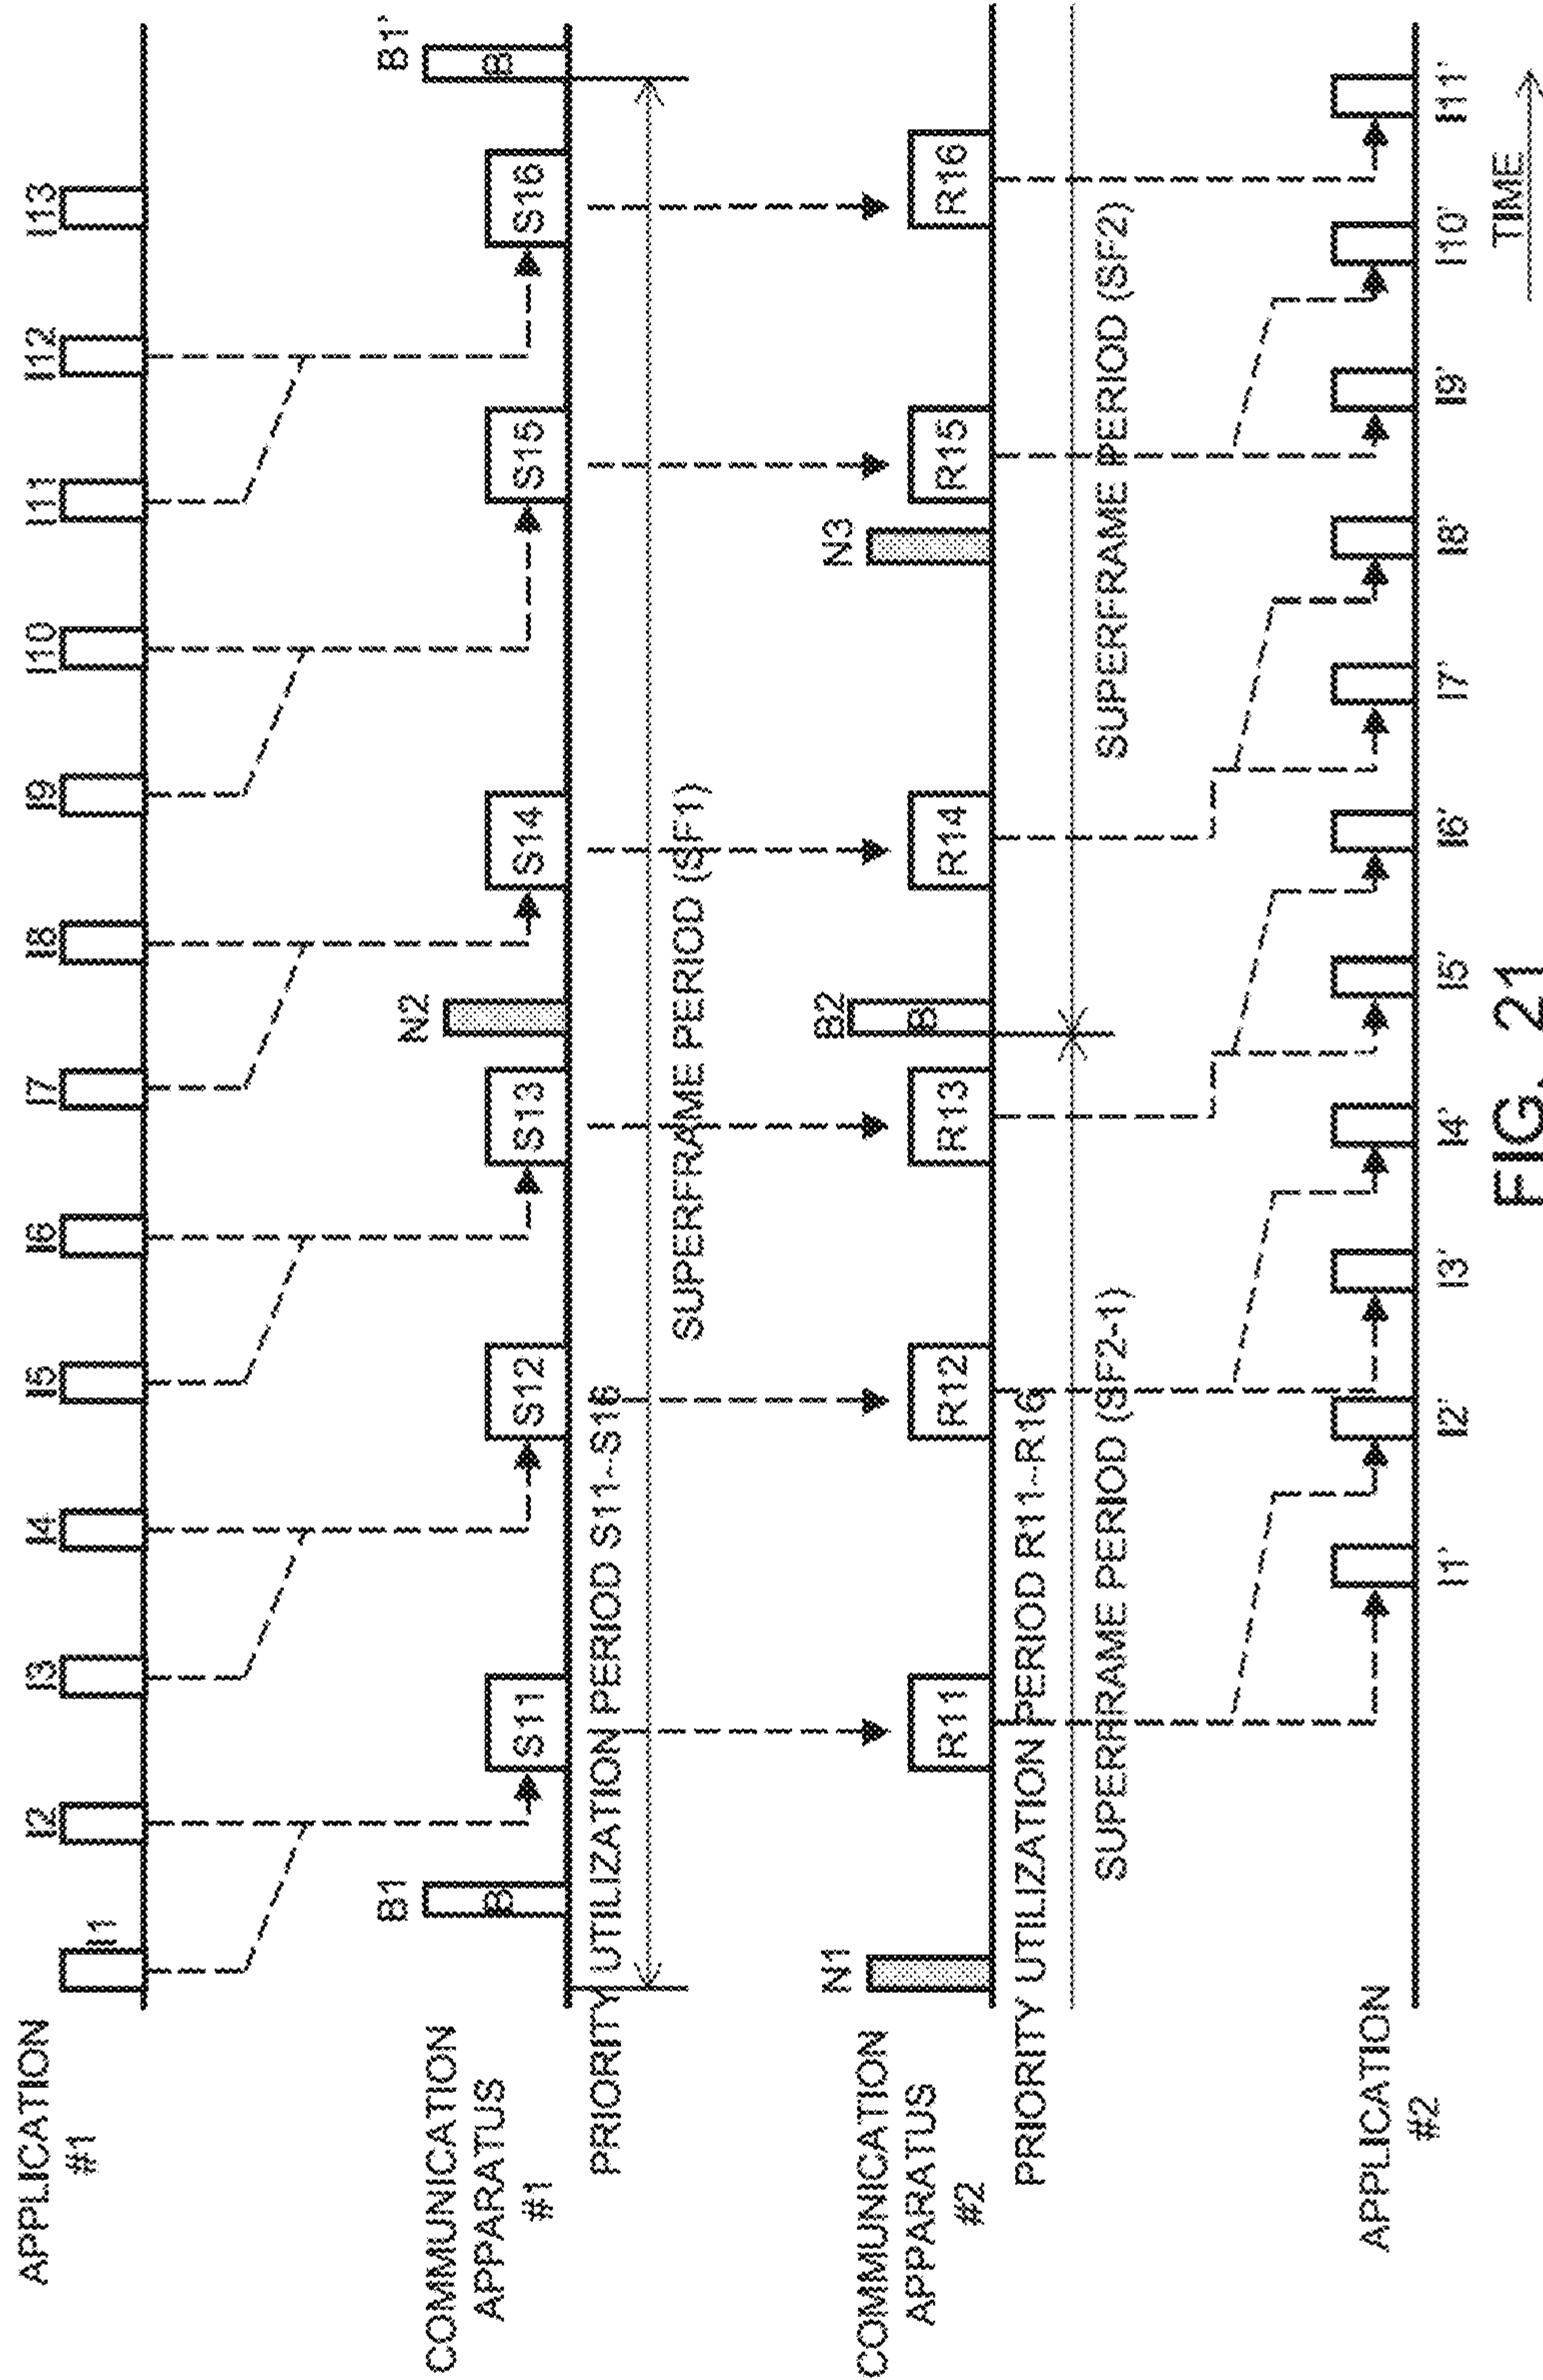 APPLICATION
#1
I1 I2 I3 I4 I5 I6 I7 I8 I9 I10 I11 I12 I13
COMMUNICATION
APPARATUS
#1
B1 N2 B1'
B S11 S12 S13 S14 S15 S16 B
PRIORITY UTILIZATION PERIOD S11~S16
SUPERFRAME PERIOD (SF1)
COMMUNICATION
APPARATUS
#2
N1 B2 N3
R11 R12 R13 B R14 R15 R16
PRIORITY UTILIZATION PERIOD R11~R16
SUPERFRAME PERIOD (SF2-1) SUPERFRAME PERIOD (SF2)
APPLICATION
#2
I1' I2' I3' I4' I5' I6' I7' I8' I9' I10' I11'
TIME
FIG. 21